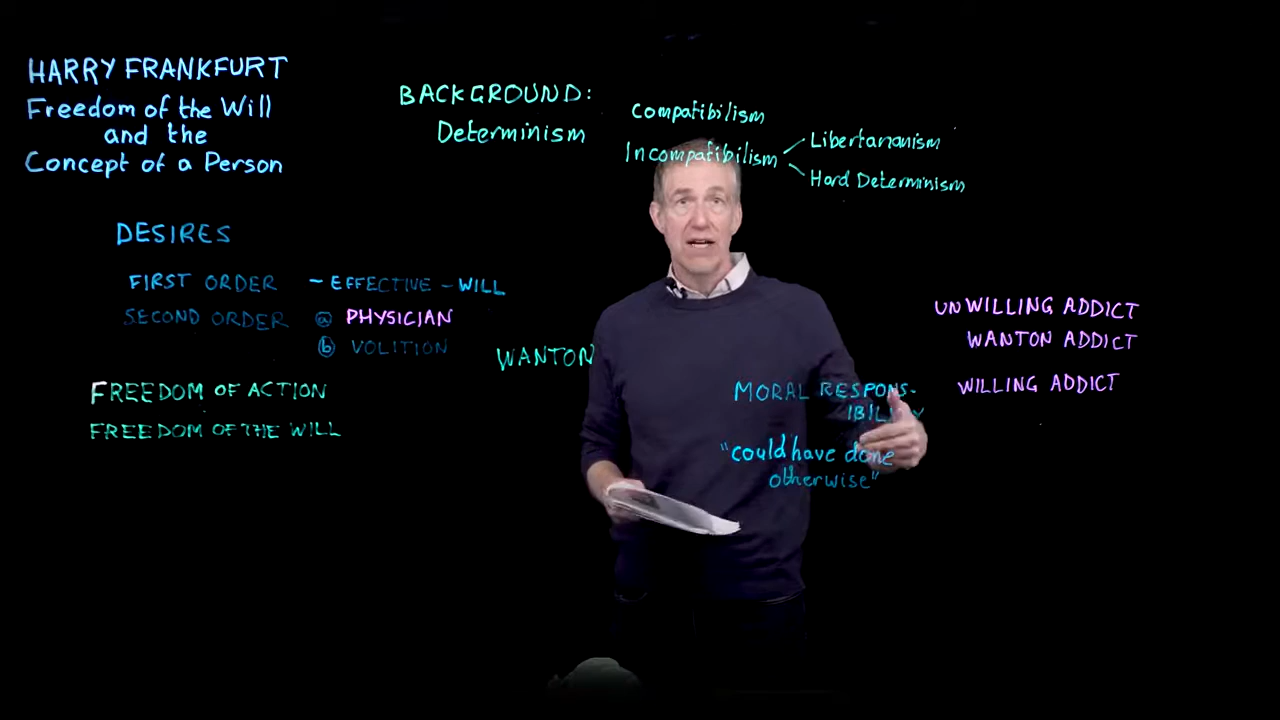 HARRY FRANKFURT
Freedom of the Will
and the
Concept of a Person
BACKGROUND:
Determinism
Compatibilism
Incompatibilism
Libertarianism
Hard Determinism
DESIRES
FIRST ORDER - EFFECTIVE - WILL
SECOND ORDER ⓐ PHYSICIAN
ⓑ VOLITION
WANTON
FREEDOM OF ACTION
FREEDOM OF THE WILL
MORAL RESPONS-
IBILITY
"could have done
otherwise"
UNWILLING ADDICT
WANTON ADDICT
WILLING ADDICT